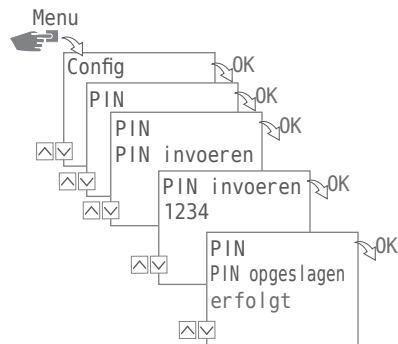 Menu
Config
OK
PIN
OK
PIN
OK
PIN invoeren
PIN invoeren
OK
1234
PIN
OK
PIN opgeslagen
erfolgt